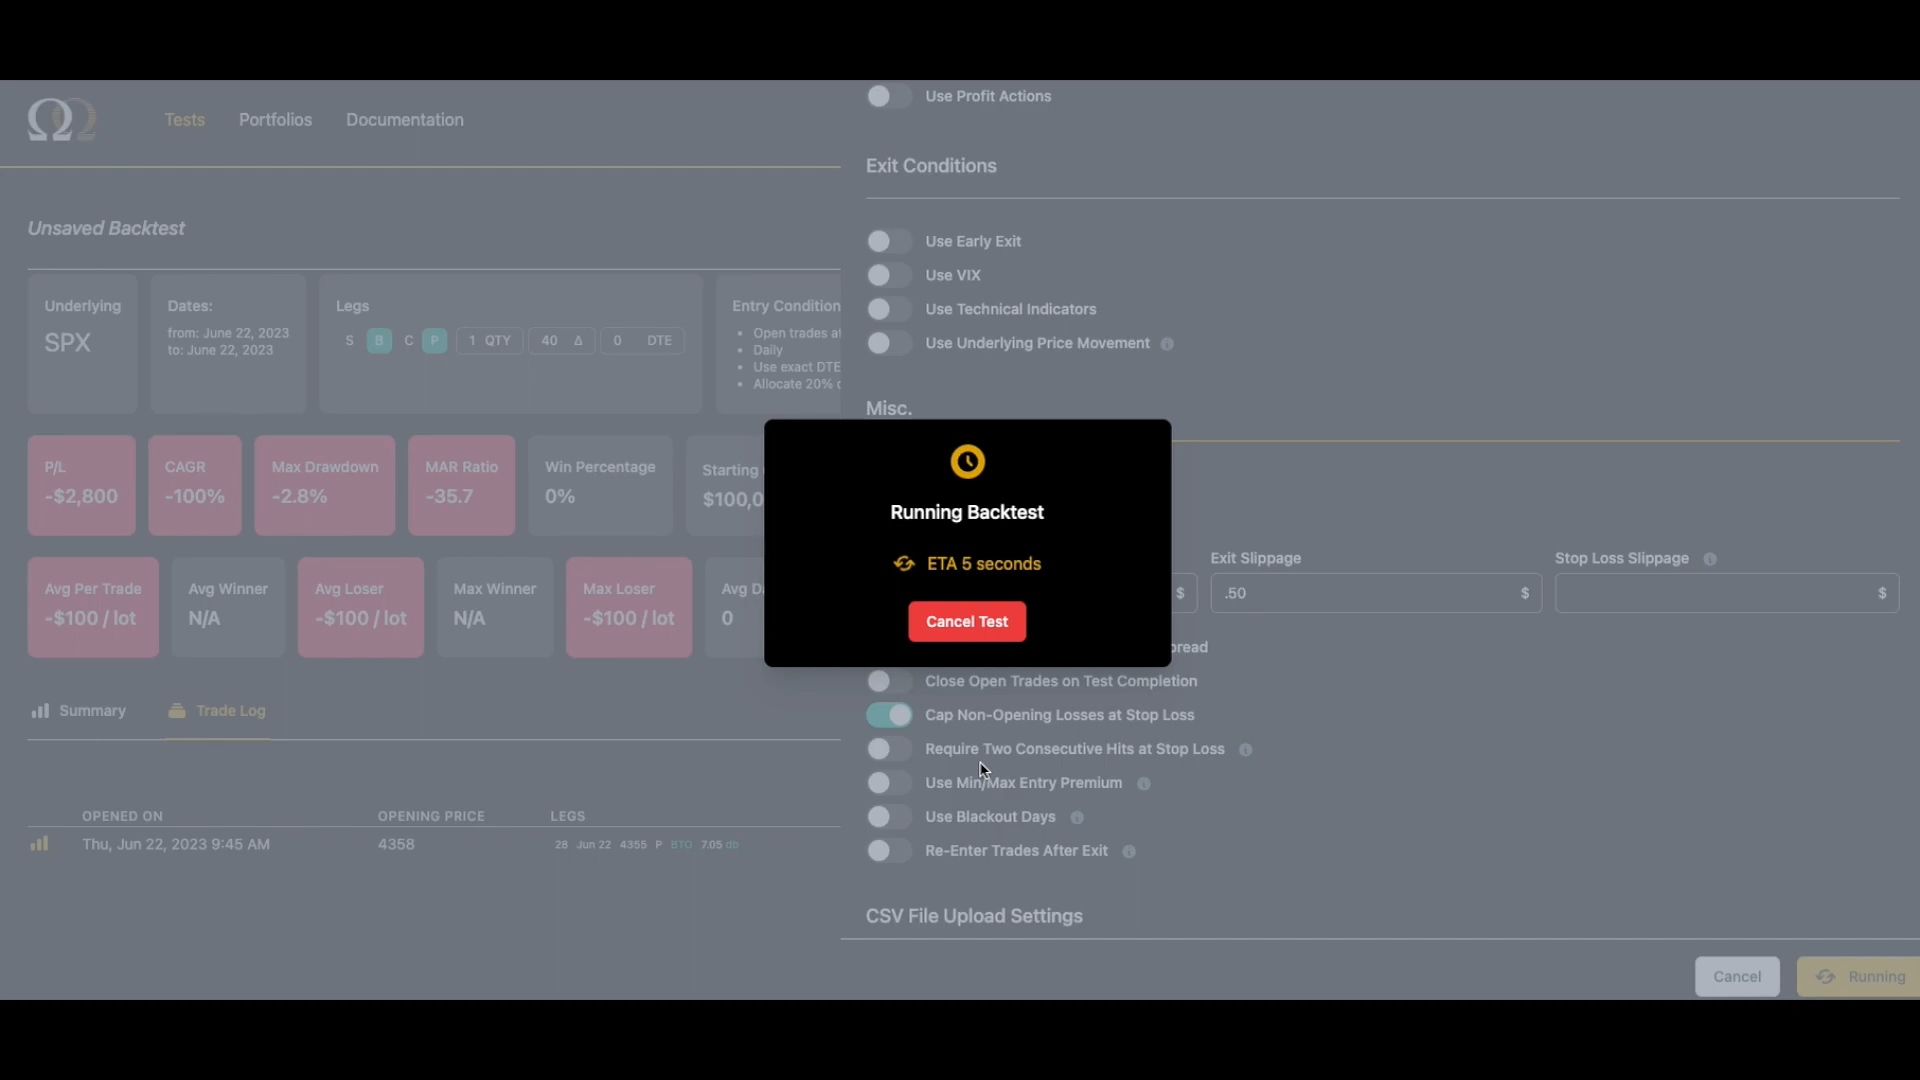 ΩΩ
Tests Portfolios Documentation
Unsaved Backtest
Underlying
SPX
Dates:
from: June 22, 2023
to: June 22, 2023
Legs
S B C P 1 QTY 40 Δ 0 DTE
Entry Condition
• Open trades a
• Daily
• Use exact DTE
• Allocate 20%
P/L
-$2,800
CAGR
-100%
Max Drawdown
-2.8%
MAR Ratio
-35.7
Win Percentage
0%
Starting
$100,0
Avg Per Trade
-$100 / lot
Avg Winner
N/A
Avg Loser
-$100 / lot
Max Winner
N/A
Max Loser
-$100 / lot
Avg D
0
Summary Trade Log
OPENED ON OPENING PRICE LEGS
Thu, Jun 22, 2023 9:45 AM 4358 28 Jun 22 4355 P BTO 7.05 db
Use Profit Actions
Exit Conditions
Use Early Exit
Use VIX
Use Technical Indicators
Use Underlying Price Movement
Misc.
Running Backtest
ETA 5 seconds
Cancel Test
$
Exit Slippage
.50 $
Stop Loss Slippage
$
pread
Close Open Trades on Test Completion
Cap Non-Opening Losses at Stop Loss
Require Two Consecutive Hits at Stop Loss
Use Min/Max Entry Premium
Use Blackout Days
Re-Enter Trades After Exit
CSV File Upload Settings
Cancel Running